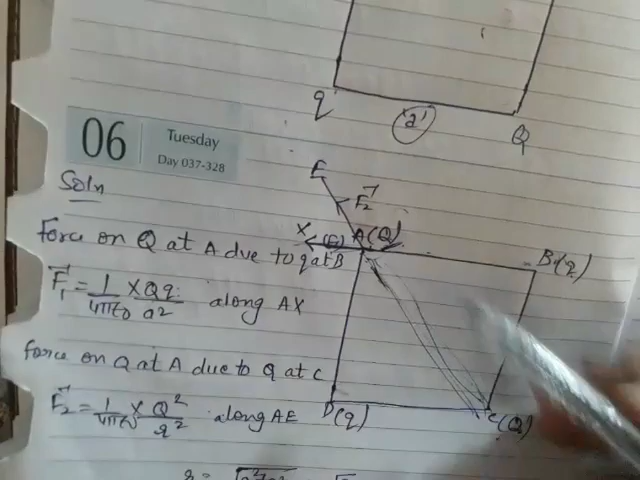 q
'a'
Q
06
Tuesday
Day 037-328
Soln
E
F₂
X
A(Q)
B(q)
Force on Q at A due to q at B
F₁ = 1/4πε₀ × Qq/a² along AX
force on Q at A due to Q at C
F₂ = 1/4πε₀ × Q²/r² along AE
D(q)
C(Q)